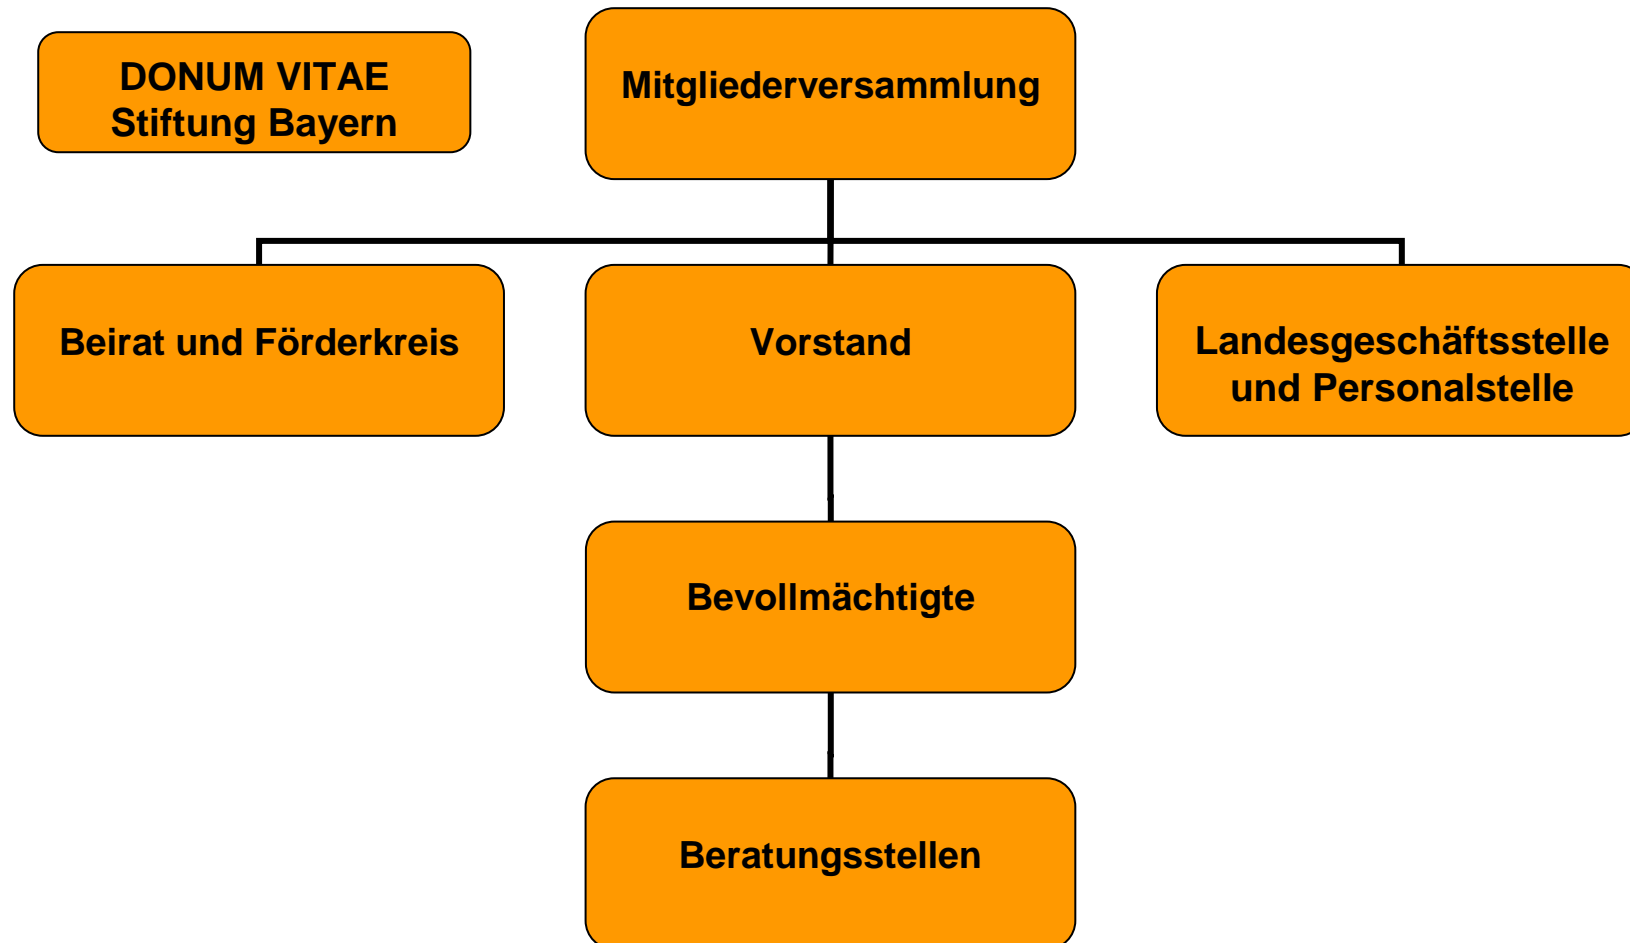 DONUM VITAE
Stiftung Bayern
Mitgliederversammlung
Beirat und Förderkreis
Vorstand
Landesgeschäftsstelle
und Personalstelle
Bevollmächtigte
Beratungsstellen